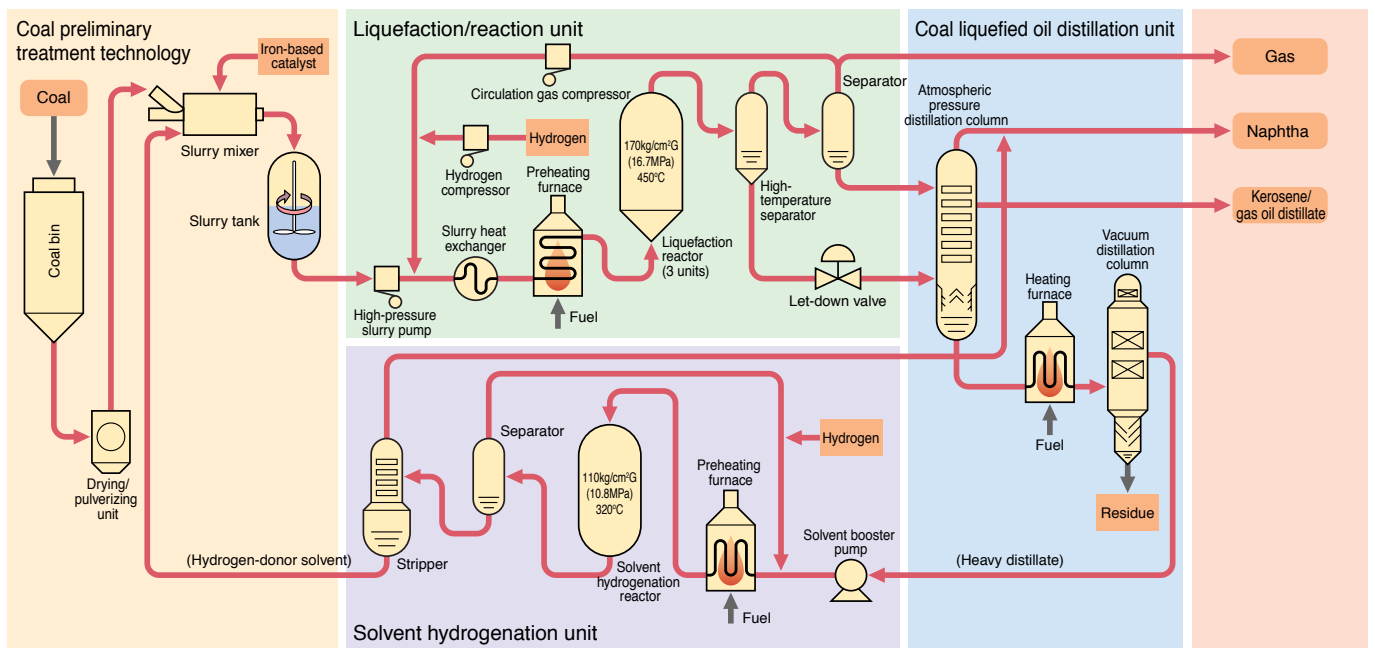 Coal preliminary
treatment technology
Iron-based
catalyst
Coal
Slurry mixer
Slurry tank
Coal bin
Drying/
pulverizing
unit
(Hydrogen-donor solvent)
Liquefaction/reaction unit
Circulation gas compressor
Hydrogen
Hydrogen
compressor
Preheating
furnace
Slurry heat
exchanger
High-pressure
slurry pump
Fuel
170kg/cm²G
(16.7MPa)
450ºC
Liquefaction
reactor
(3 units)
Separator
High-
temperature
separator
Let-down valve
Coal liquefied oil distillation unit
Atmospheric
pressure
distillation column
Vacuum
distillation
column
Heating
furnace
Fuel
Residue
(Heavy distillate)
Gas
Naphtha
Kerosene/
gas oil distillate
Separator
110kg/cm²G
(10.8MPa)
320ºC
Hydrogen
Preheating
furnace
Solvent booster
pump
Stripper
Solvent
hydrogenation
reactor
Fuel
Solvent hydrogenation unit